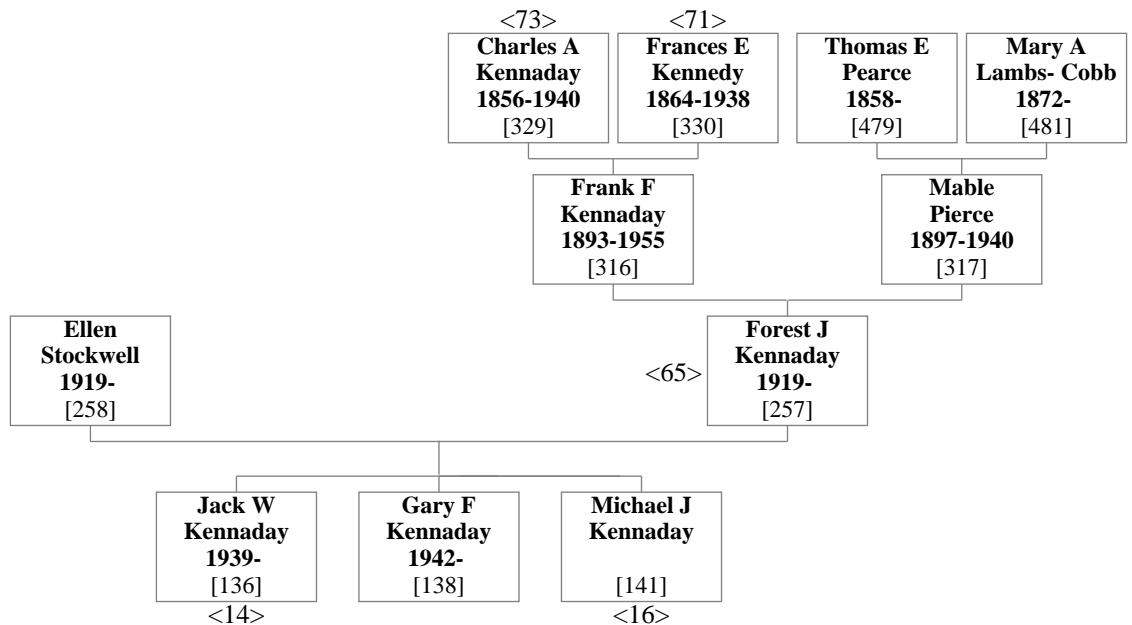 <73>
<71>
Charles A
Kennaday
1856-1940
[329]
Frances E
Kennedy
1864-1938
[330]
Thomas E
Pearce
1858-
[479]
Mary A
Lambs- Cobb
1872-
[481]
Frank F
Kennaday
1893-1955
[316]
Mable
Pierce
1897-1940
[317]
Ellen
Stockwell
1919-
[258]
<65>
Forest J
Kennaday
1919-
[257]
Jack W
Kennaday
1939-
[136]
Gary F
Kennaday
1942-
[138]
Michael J
Kennaday
[141]
<14>
<16>